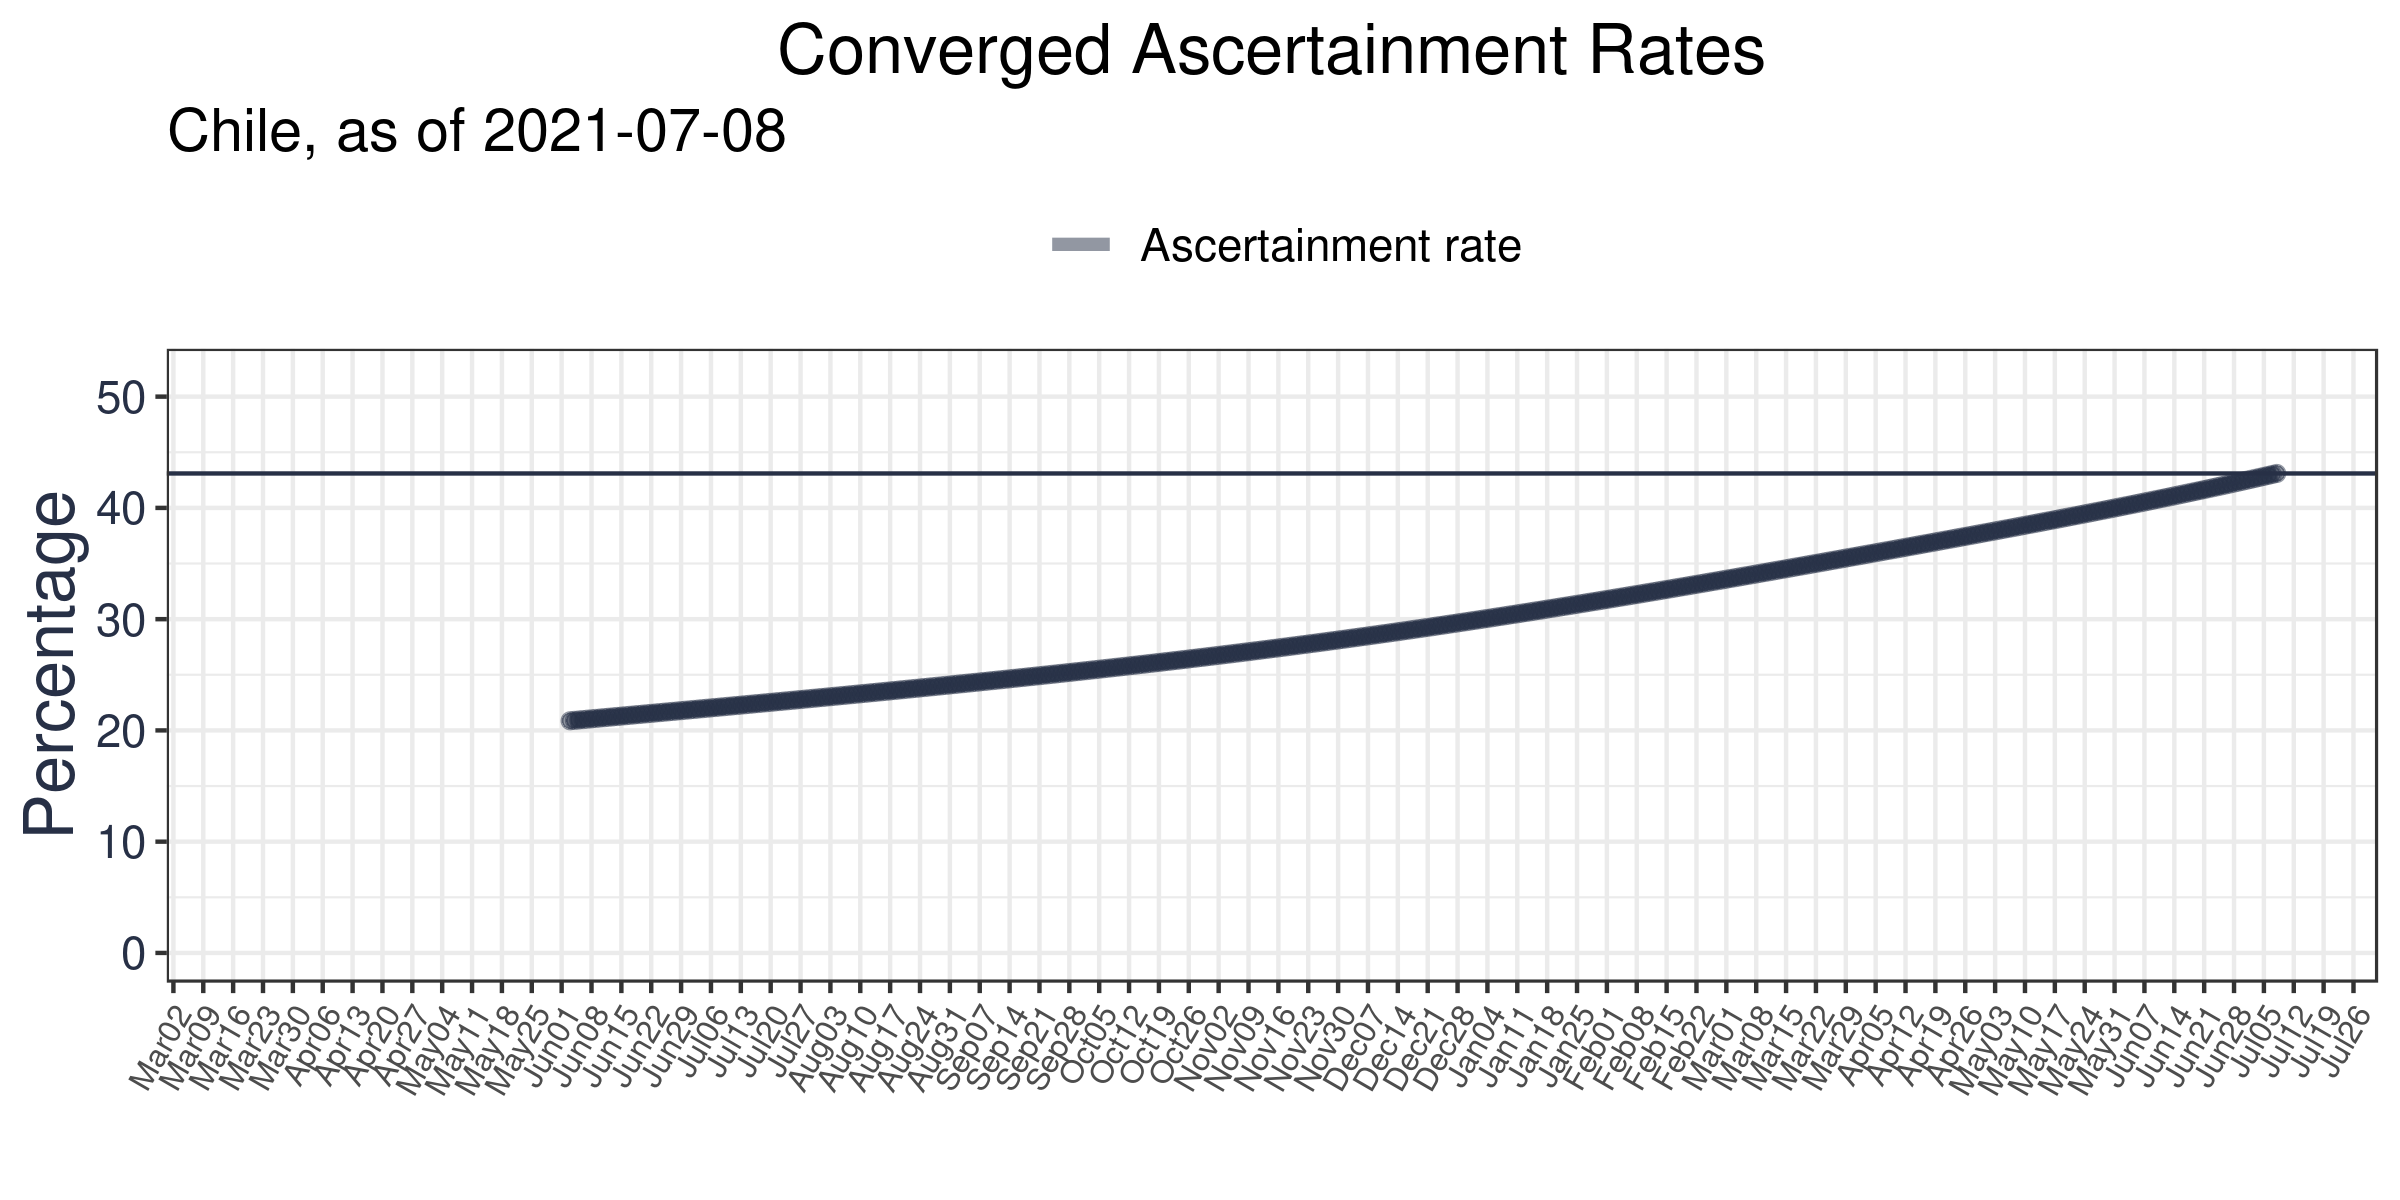 Converged Ascertainment Rates
Chile, as of 2021-07-08
Ascertainment rate
Percentage
50
40
30
20
10
0
Mar02 Mar09 Mar16 Mar23 Mar30 Apr06 Apr13 Apr20 Apr27 May04 May11 May18 May25 Jun01 Jun08 Jun15 Jun22 Jun29 Jul06 Jul13 Jul20 Jul27 Aug03 Aug10 Aug17 Aug24 Aug31 Sep07 Sep14 Sep21 Sep28 Oct05 Oct12 Oct19 Oct26 Nov02 Nov09 Nov16 Nov23 Nov30 Dec07 Dec14 Dec21 Dec28 Jan04 Jan11 Jan18 Jan25 Feb01 Feb08 Feb15 Feb22 Mar01 Mar08 Mar15 Mar22 Mar29 Apr05 Apr12 Apr19 Apr26 May03 May10 May17 May24 May31 Jun07 Jun14 Jun21 Jun28 Jul05 Jul12 Jul19 Jul26